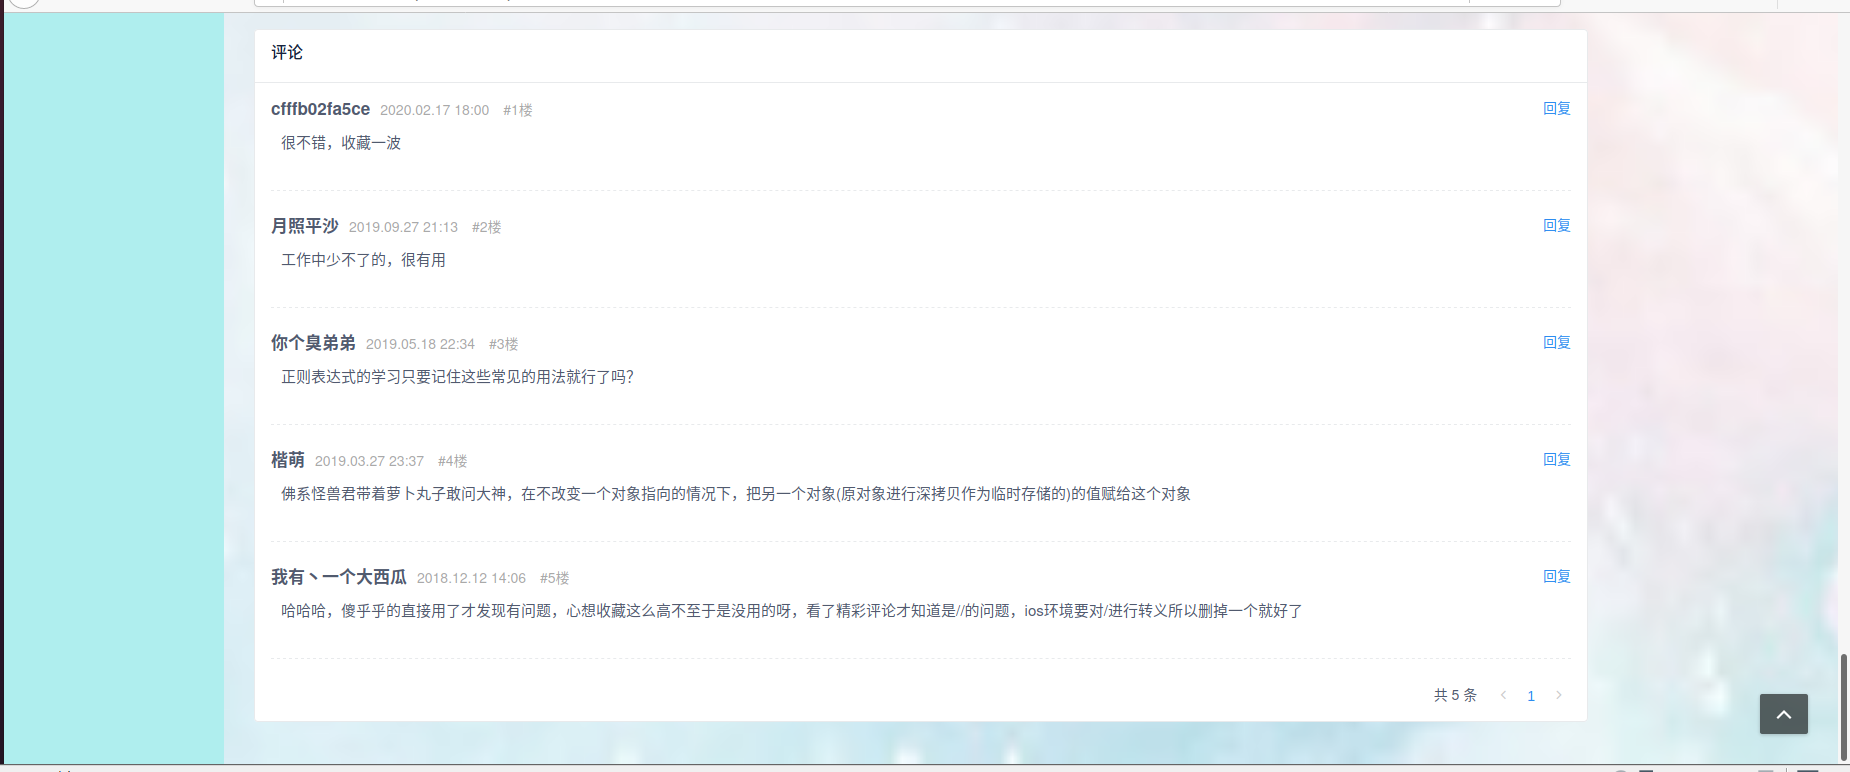 评论
cfffb02fa5ce 2020.02.17 18:00 #1楼 回复
很不错，收藏一波
月照平沙 2019.09.27 21:13 #2楼 回复
工作中少不了的，很有用
你个臭弟弟 2019.05.18 22:34 #3楼 回复
正则表达式的学习只要记住这些常见的用法就行了吗？
楷萌 2019.03.27 23:37 #4楼 回复
佛系怪兽君带着萝卜丸子敢问大神，在不改变一个对象指向的情况下，把另一个对象(原对象进行深拷贝作为临时存储的)的值赋给这个对象
我有丶一个大西瓜 2018.12.12 14:06 #5楼 回复
哈哈哈，傻乎乎的直接用了才发现有问题，心想收藏这么高不至于是没用的呀，看了精彩评论才知道是//的问题，ios环境要对/进行转义所以删掉一个就好了
共 5 条 1